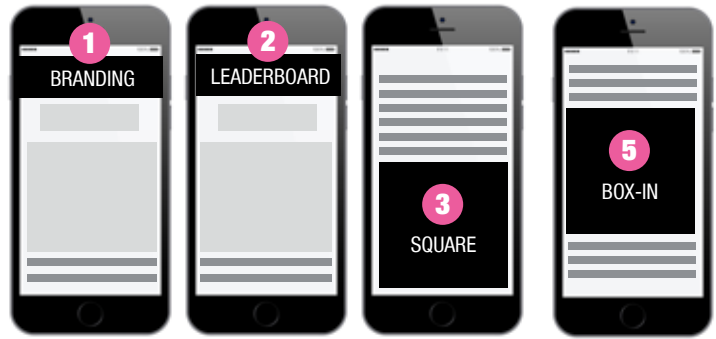 1
BRANDING
2
LEADERBOARD
3
SQUARE
5
BOX-IN